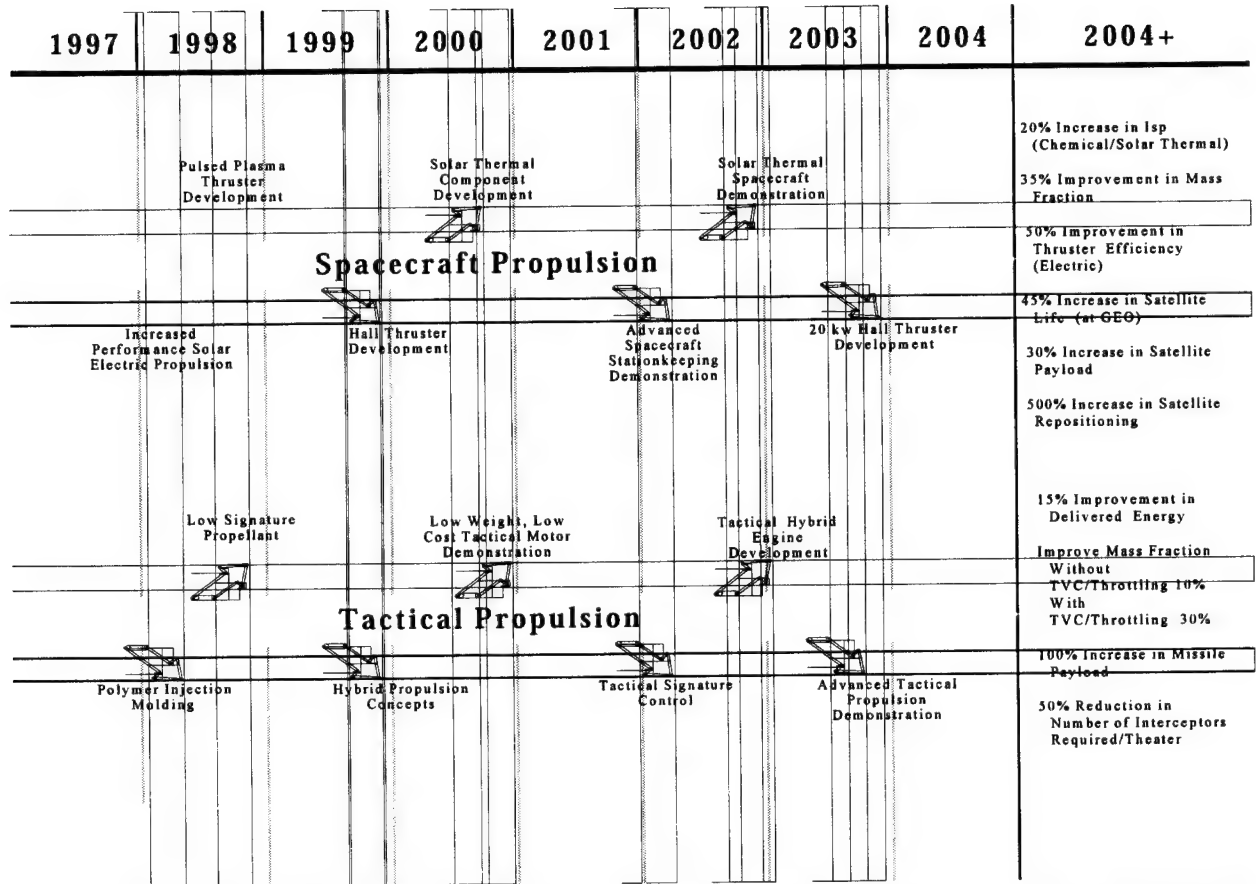 1997 1998 1999 2000 2001 2002 2003 2004 2004+
Pulsed Plasma
Thruster
Development
Solar Thermal
Component
Development
Solar Thermal
Spacecraft
Demonstration
Spacecraft Propulsion
Increased
Performance Solar
Electric Propulsion
Hall Thruster
Development
Advanced
Spacecraft
Stationkeeping
Demonstration
20 kw Hall Thruster
Development
20% Increase in Isp
(Chemical/Solar Thermal)
35% Improvement in Mass
Fraction
50% Improvement in
Thruster Efficiency
(Electric)
45% Increase in Satellite
Life (at GEO)
30% Increase in Satellite
Payload
500% Increase in Satellite
Repositioning
Low Signature
Propellant
Low Weight, Low
Cost Tactical Motor
Demonstration
Tactical Hybrid
Engine
Development
Tactical Propulsion
Polymer Injection
Molding
Hybrid Propulsion
Concepts
Tactical Signature
Control
Advanced Tactical
Propulsion
Demonstration
15% Improvement in
Delivered Energy
Improve Mass Fraction
Without
TVC/Throttling 10%
With
TVC/Throttling 30%
100% Increase in Missile
Payload
50% Reduction in
Number of Interceptors
Required/Theater